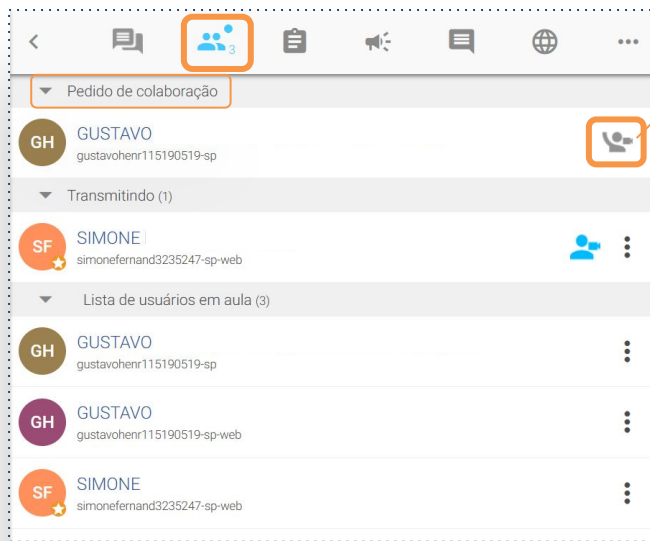 3
Pedido de colaboração
GH
GUSTAVO
gustavohenr115190519-sp
Transmitindo (1)
SF
SIMONE
simonefernand3235247-sp-web
Lista de usuários em aula (3)
GH
GUSTAVO
gustavohenr115190519-sp
GH
GUSTAVO
gustavohenr115190519-sp-web
SF
SIMONE
simonefernand3235247-sp-web